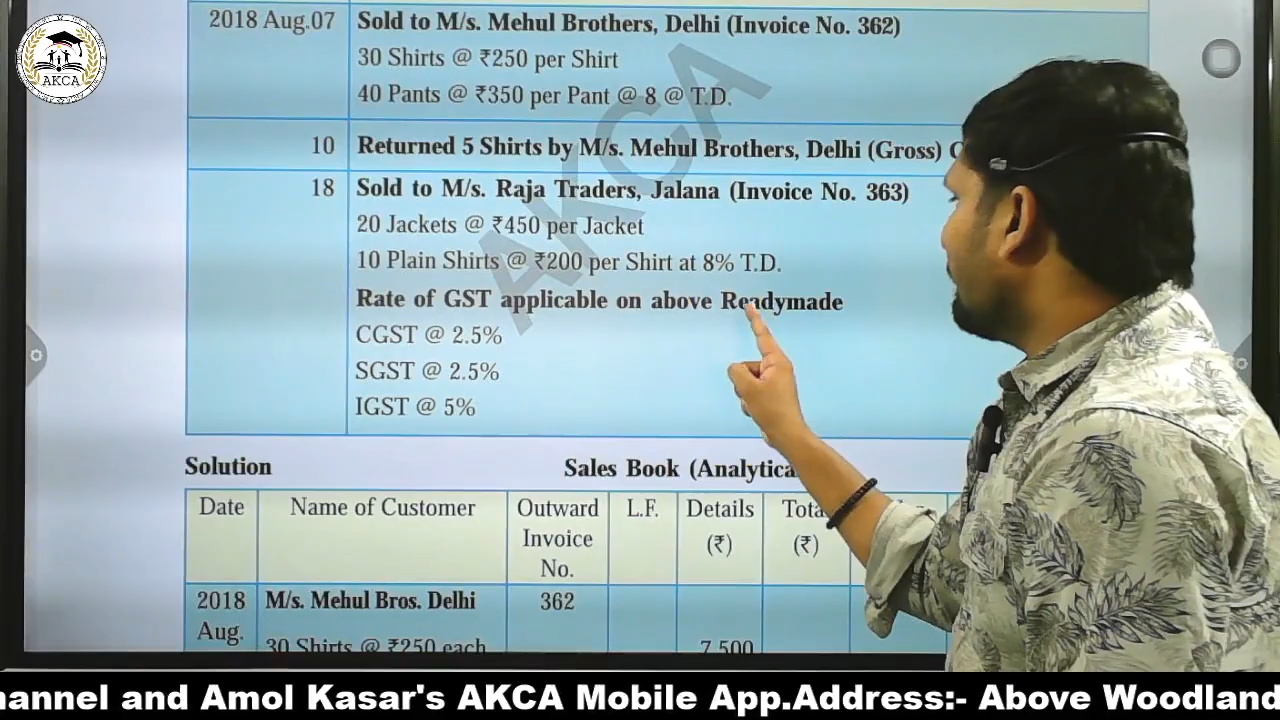 AKCA
2018 Aug.07 Sold to M/s. Mehul Brothers, Delhi (Invoice No. 362)
30 Shirts @ ₹250 per Shirt
40 Pants @ ₹350 per Pant @ 8 @ T.D.
10 Returned 5 Shirts by M/s. Mehul Brothers, Delhi (Gross)
18 Sold to M/s. Raja Traders, Jalana (Invoice No. 363)
20 Jackets @ ₹450 per Jacket
10 Plain Shirts @ ₹200 per Shirt at 8% T.D.
Rate of GST applicable on above Readymade
CGST @ 2.5%
SGST @ 2.5%
IGST @ 5%
AKCA
Solution Sales Book (Analytica
Date Name of Customer Outward Invoice No. L.F. Details (₹) Tota (₹)
2018 M/s. Mehul Bros. Delhi 362
Aug.
30 Shirts @ ₹250 each 7,500
hannel and Amol Kasar's AKCA Mobile App.Address:- Above Woodland